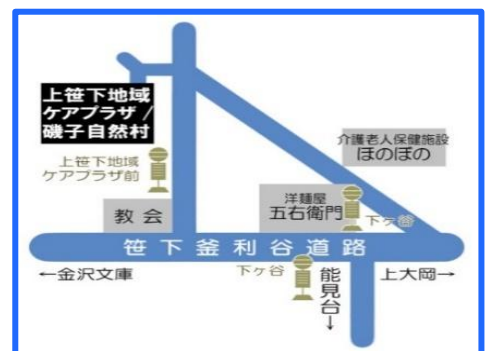 上笹下地域
ケアプラザ /
磯子自然村
上笹下地域
ケアプラザ前
介護老人保健施設
ほのぼの
教会
洋麺屋
五右衛門
下ヶ谷
笹下釜利谷道路
←金沢文庫
下ヶ谷
能見台→
上大岡→